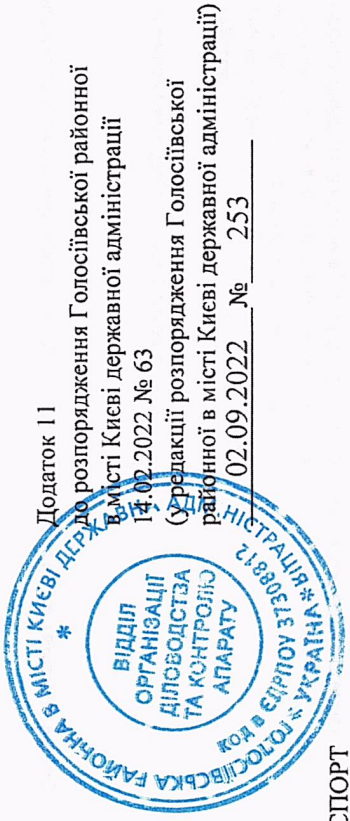 Додаток 11
до розпорядження Голосіївської районної
в місті Києві державної адміністрації
14.02.2022 № 63
(у редакції розпорядження Голосіївської
районної в місті Києві державної адміністрації)
02.09.2022 № 253
ГОЛОСІЇВСЬКА РАЙОННА В МІСТІ КИЄВІ ДЕРЖАВНА АДМІНІСТРАЦІЯ * УКРАЇНА *
код в ЄДРПОУ 37308812
*
ВІДДІЛ
ОРГАНІЗАЦІЇ
ДІЛОВОДСТВА
ТА КОНТРОЛЮ
АПАРАТУ
СПОРТ